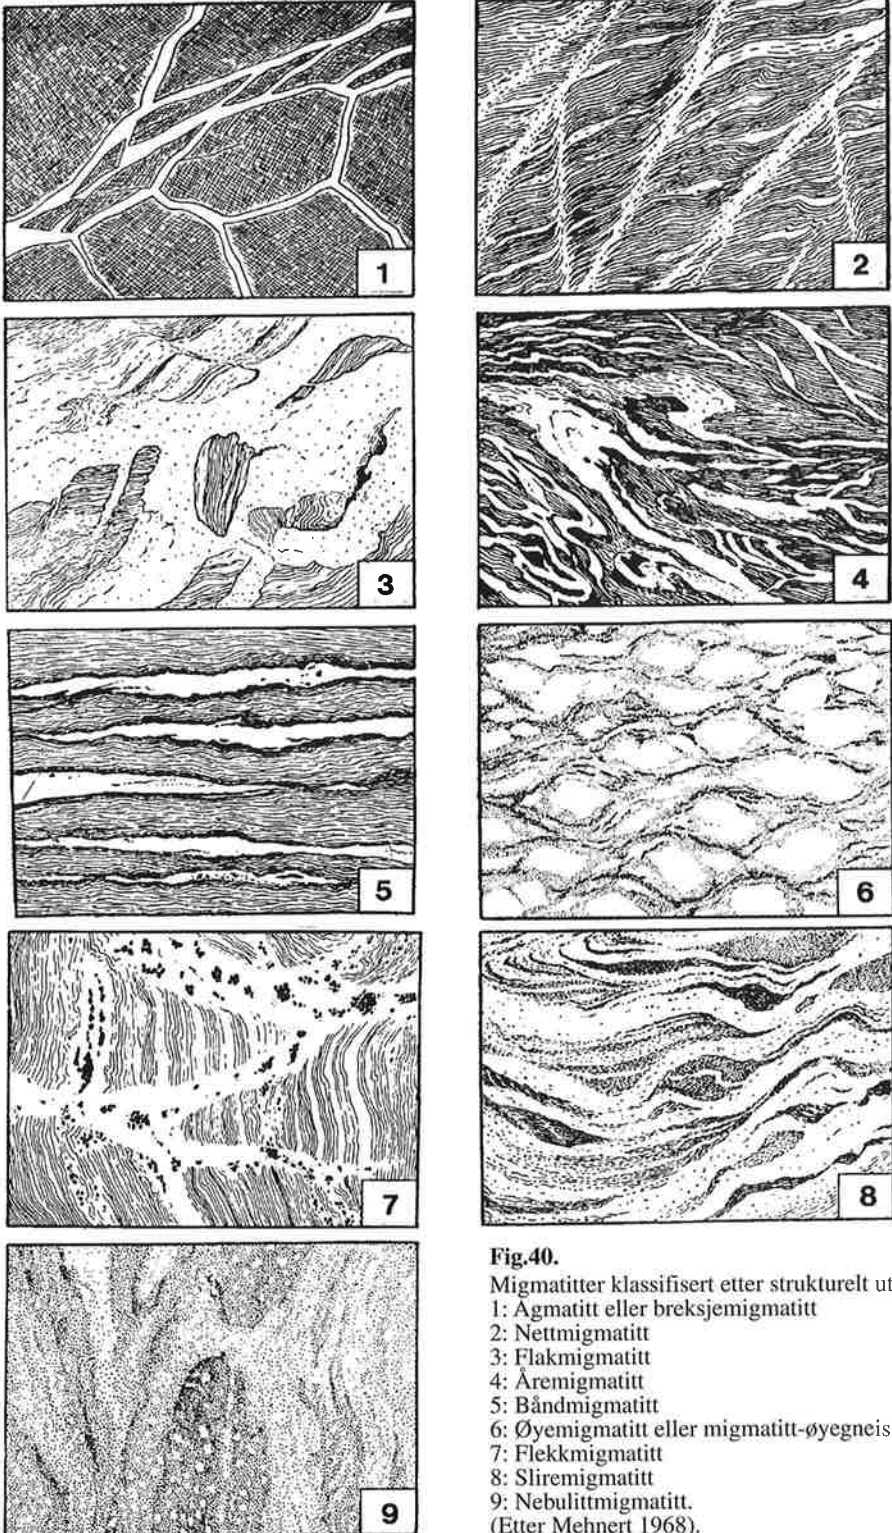 1
2
3
4
5
6
7
8
9
Fig.40.
Migmatitter klassifisert etter strukturelt ut
1: Agmatitt eller breksjemigmatitt
2: Nettmigmatitt
3: Flakmigmatitt
4: Åremigmatitt
5: Båndmigmatitt
6: Øyemigmatitt eller migmatitt-øyegneis
7: Flekkmigmatitt
8: Sliremigmatitt
9: Nebulittmigmatitt.
(Etter Mehnert 1968).